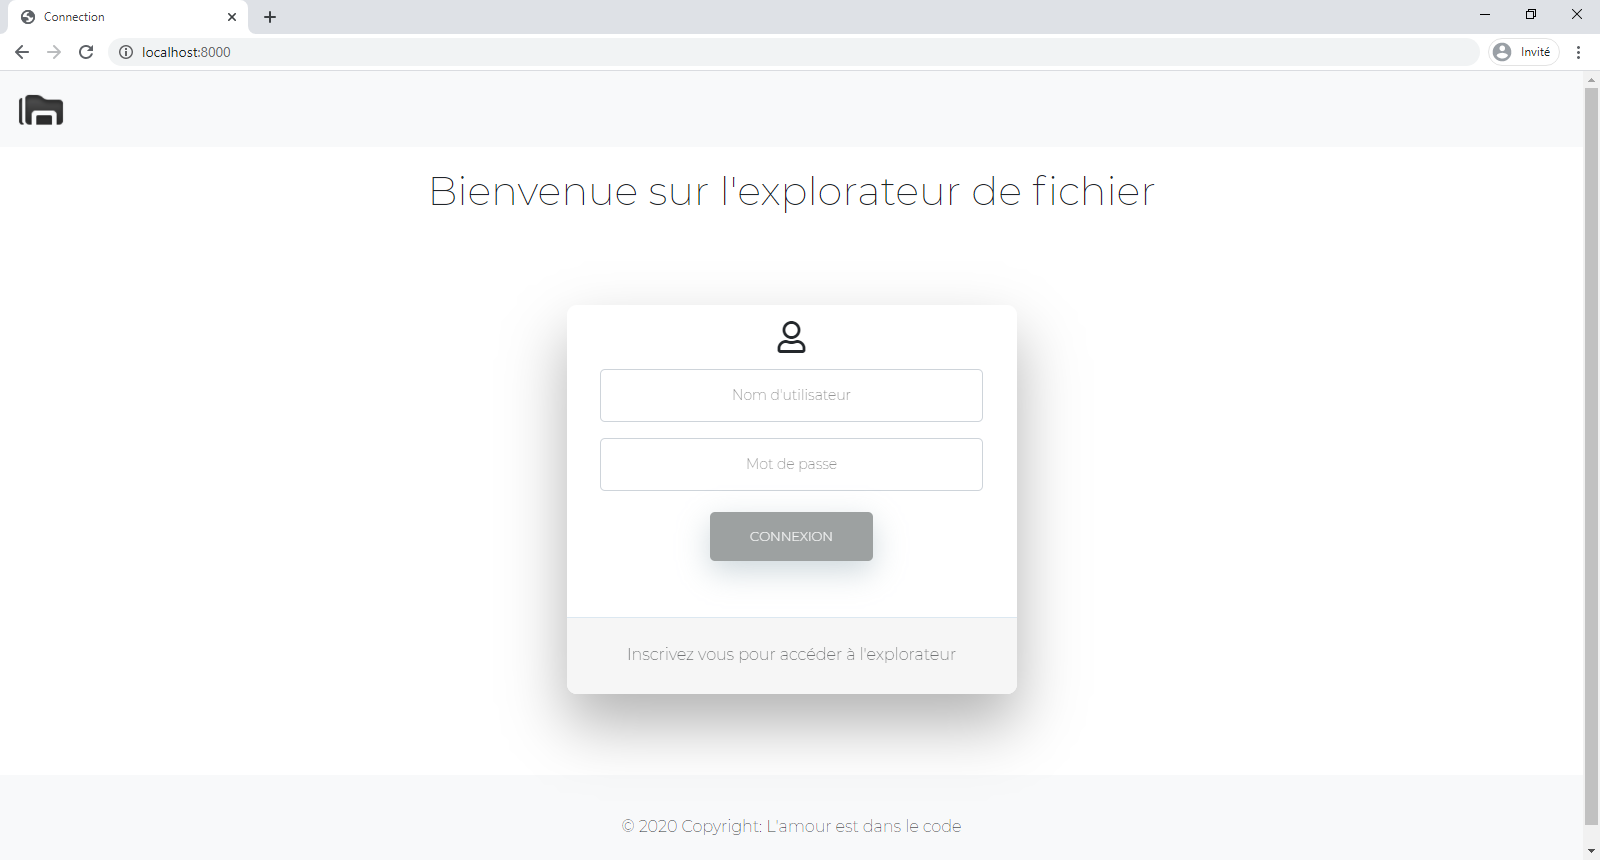 Connection
localhost:8000
Invité
Bienvenue sur l'explorateur de fichier
Nom d'utilisateur
Mot de passe
CONNEXION
Inscrivez vous pour accéder à l'explorateur
© 2020 Copyright: L'amour est dans le code